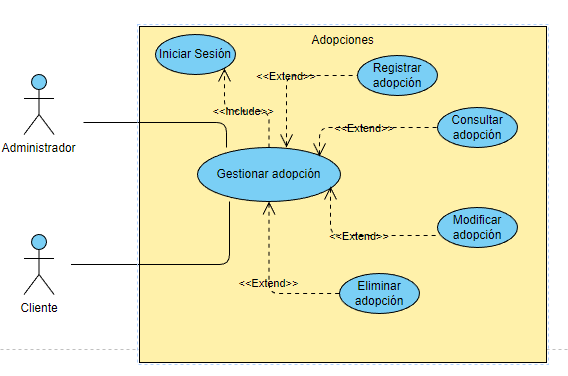 Adopciones
Iniciar Sesión
<<Extend>>
Registrar
adopción
<<Include>>
Consultar
adopción
<<Extend>>
Administrador
Gestionar adopción
Modificar
adopción
<<Extend>>
<<Extend>>
Eliminar
adopción
Cliente